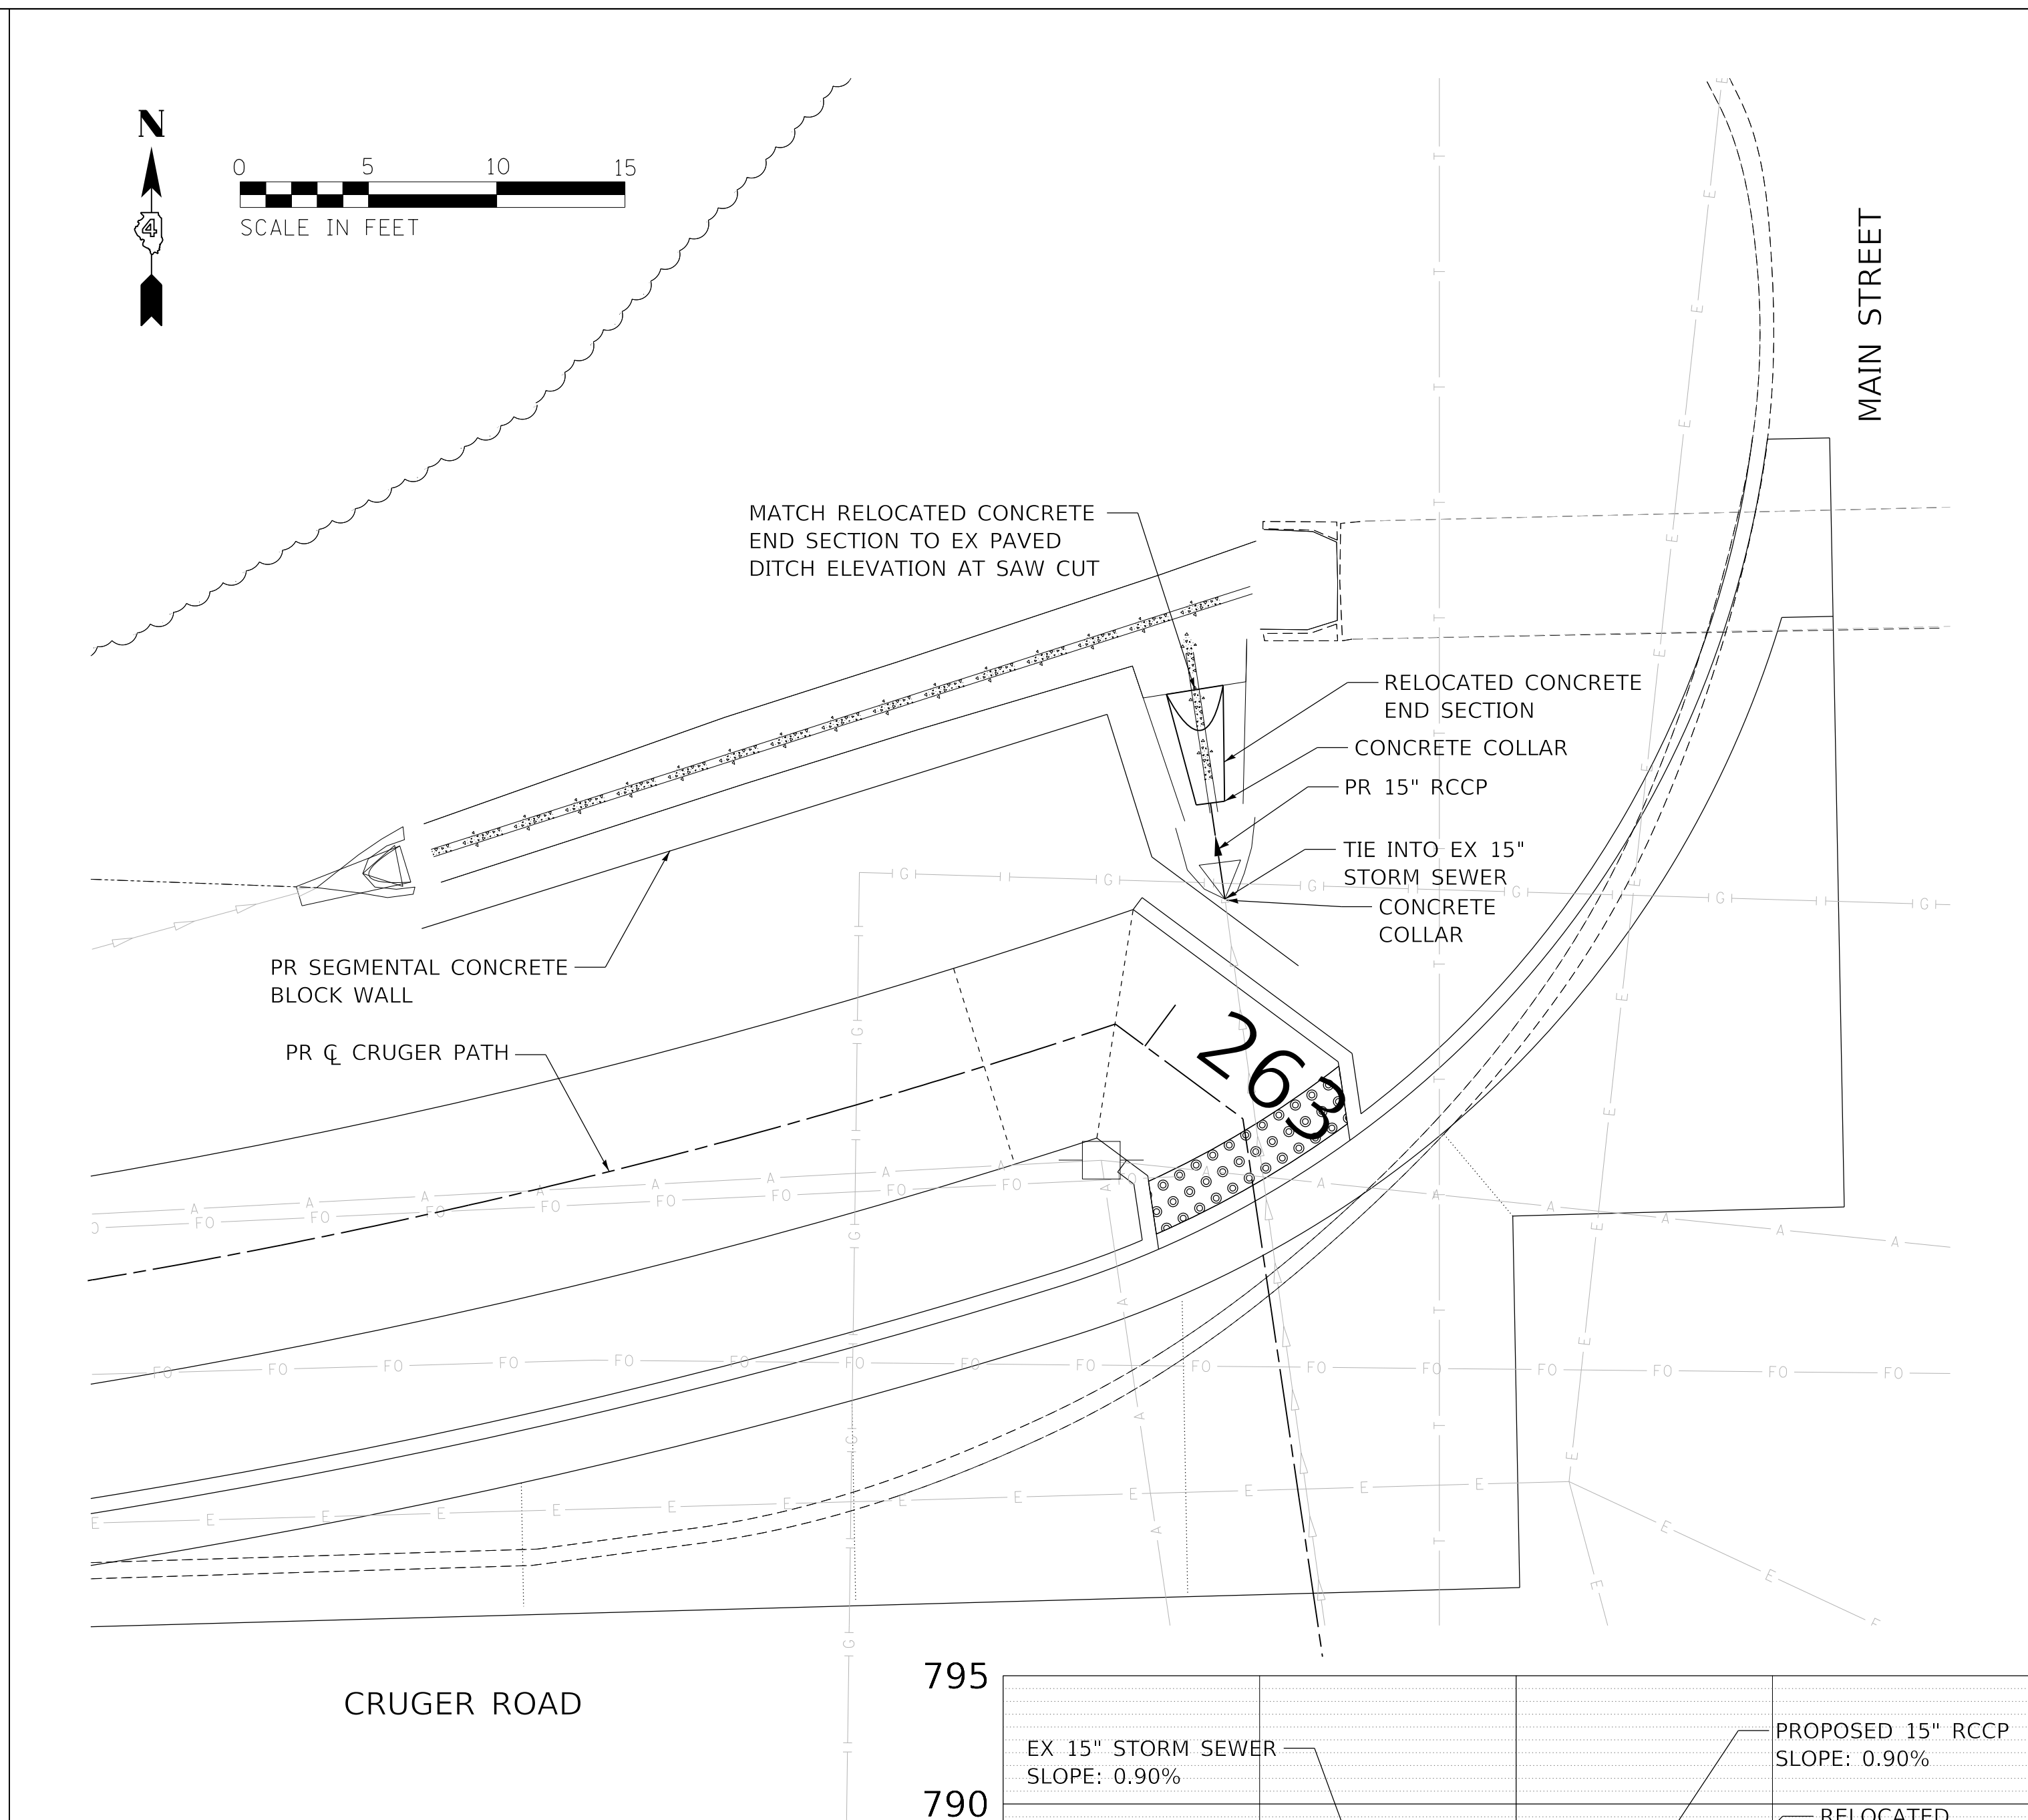 N
0 5 10 15
SCALE IN FEET
4
MAIN STREET
MATCH RELOCATED CONCRETE
END SECTION TO EX PAVED
DITCH ELEVATION AT SAW CUT
RELOCATED CONCRETE
END SECTION
CONCRETE COLLAR
PR 15" RCCP
TIE INTO EX 15"
STORM SEWER
CONCRETE
COLLAR
PR SEGMENTAL CONCRETE
BLOCK WALL
PR ℄ CRUGER PATH
263
CRUGER ROAD
795
EX 15" STORM SEWER
SLOPE: 0.90%
PROPOSED 15" RCCP
SLOPE: 0.90%
790
RELOCATED